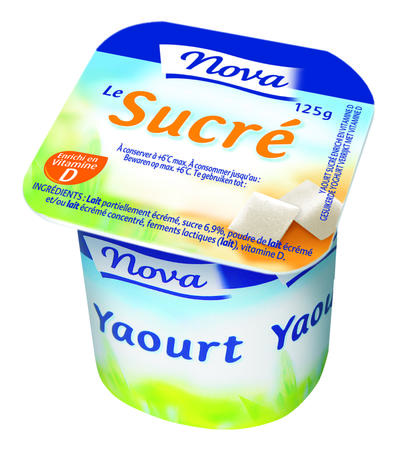 nova
Le Sucré
125g
À conserver à +6°C max. À consommer jusqu'au :
Bewaren op max. +6°C. Te gebruiken tot :
Enrichi en
vitamine
D
INGRÉDIENTS : Lait partiellement écrémé, sucre 6,9%, poudre de lait écrémé
et/ou lait écrémé concentré, ferments lactiques (lait), vitamine D.
YAOURT SUCRÉ ENRICHI EN VITAMINE D
GESUIKERDE YOGHURT VERRIJKT MET VITAMINE D
nova
Yaourt
Yaou